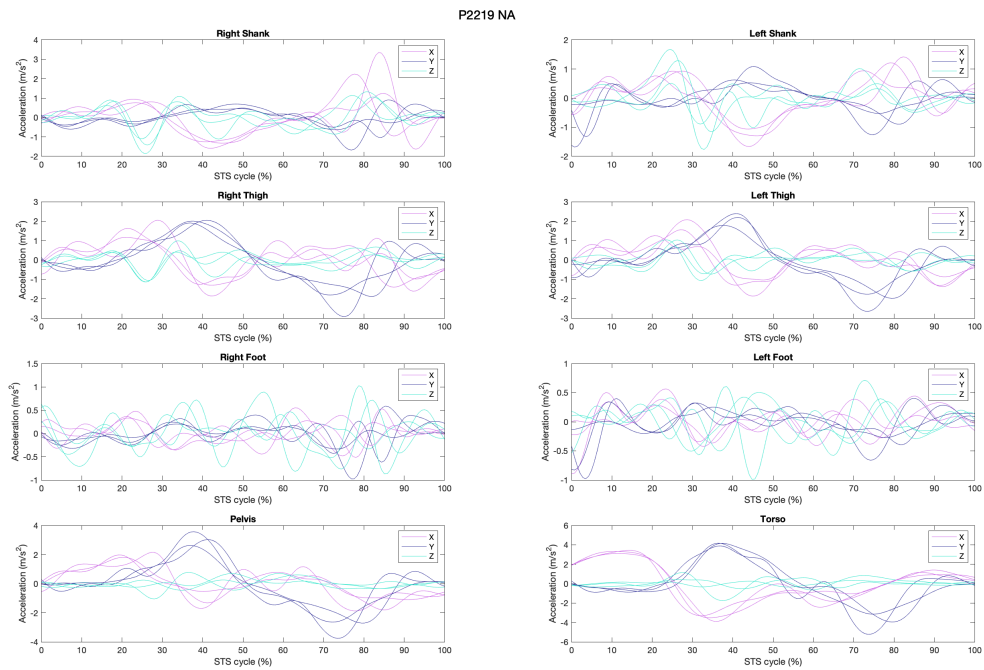 P2219 NA
Right Shank
Acceleration (m/s²)
4
3
2
1
0
-1
-2
0 10 20 30 40 50 60 70 80 90 100
STS cycle (%)
X
Y
Z
Left Shank
Acceleration (m/s²)
2
1
0
-1
-2
0 10 20 30 40 50 60 70 80 90 100
STS cycle (%)
X
Y
Z
Right Thigh
Acceleration (m/s²)
3
2
1
0
-1
-2
-3
0 10 20 30 40 50 60 70 80 90 100
STS cycle (%)
X
Y
Z
Left Thigh
Acceleration (m/s²)
3
2
1
0
-1
-2
-3
0 10 20 30 40 50 60 70 80 90 100
STS cycle (%)
X
Y
Z
Right Foot
Acceleration (m/s²)
1.5
1
0.5
0
-0.5
-1
0 10 20 30 40 50 60 70 80 90 100
STS cycle (%)
X
Y
Z
Left Foot
Acceleration (m/s²)
1
0.5
0
-0.5
-1
0 10 20 30 40 50 60 70 80 90 100
STS cycle (%)
X
Y
Z
Pelvis
Acceleration (m/s²)
4
2
0
-2
-4
0 10 20 30 40 50 60 70 80 90 100
STS cycle (%)
X
Y
Z
Torso
Acceleration (m/s²)
6
4
2
0
-2
-4
-6
0 10 20 30 40 50 60 70 80 90 100
STS cycle (%)
X
Y
Z